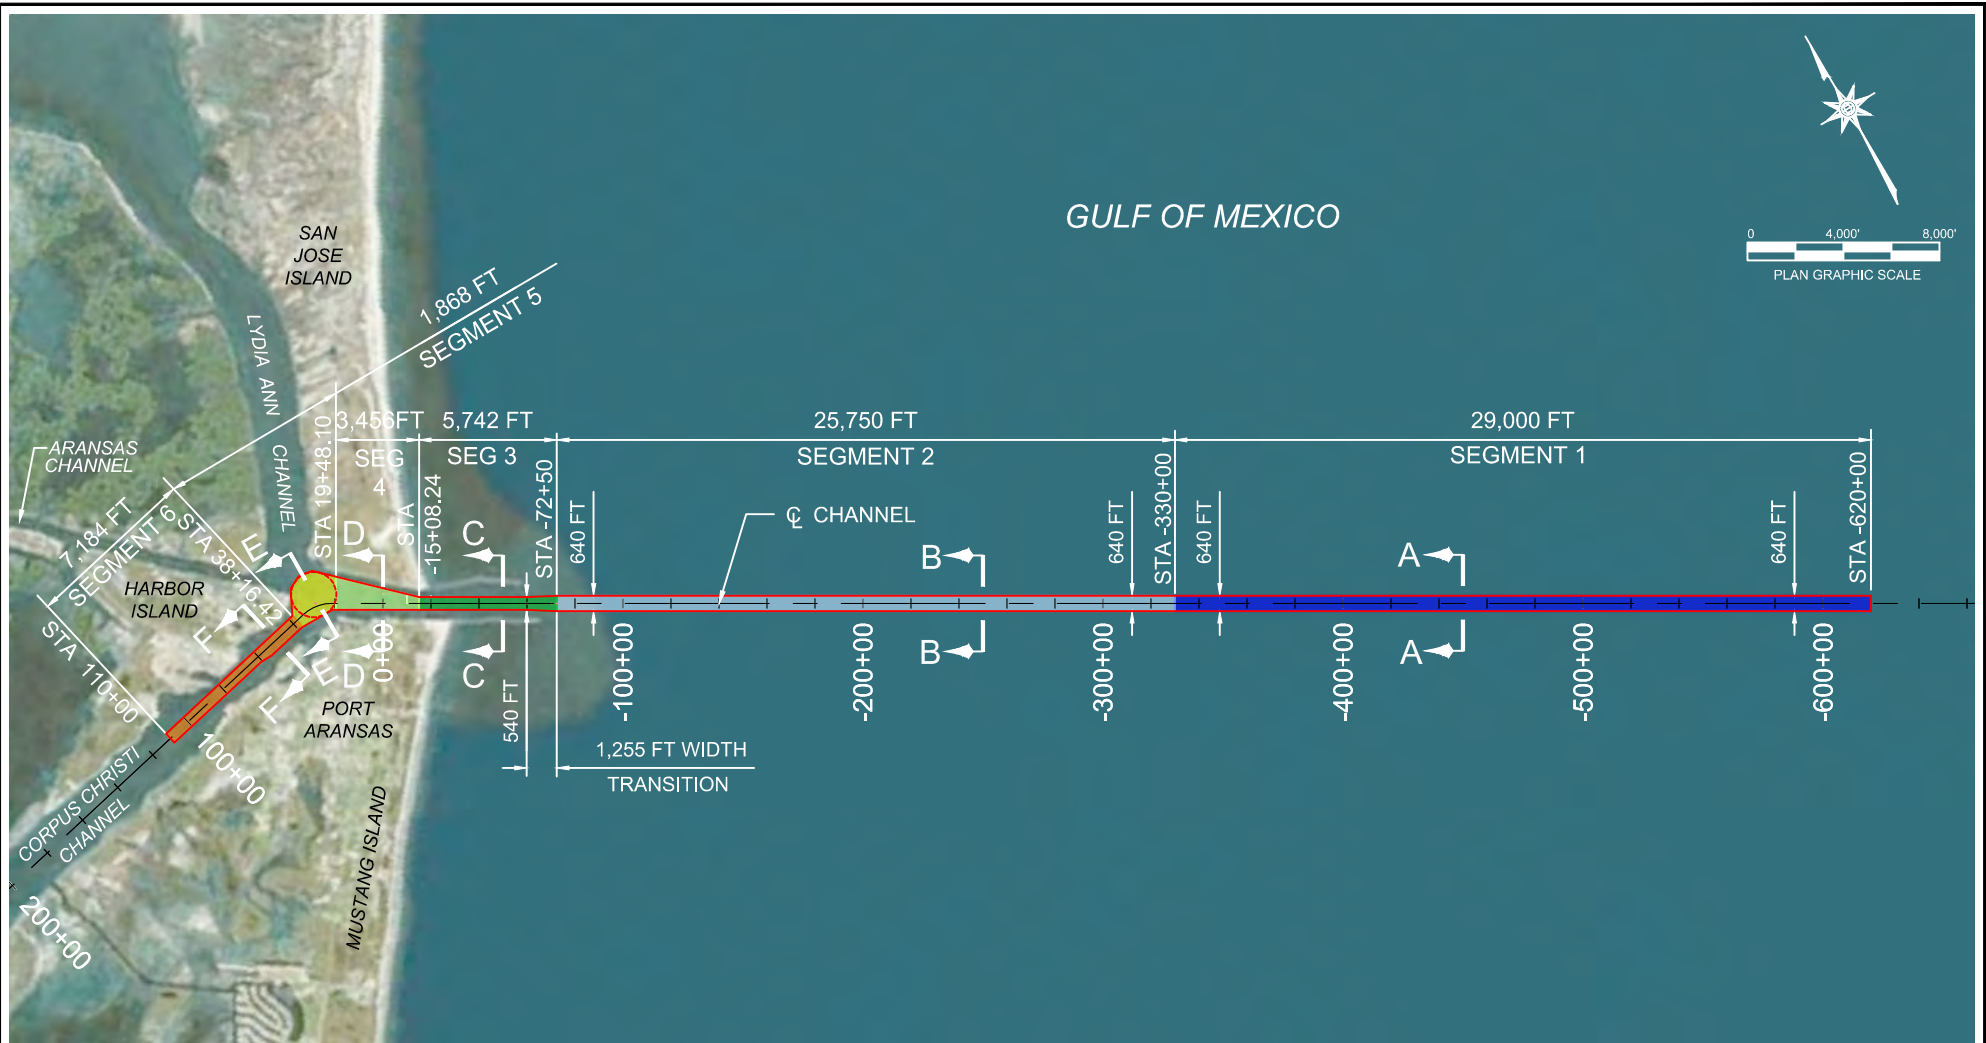 GULF OF MEXICO
0 4,000' 8,000'
PLAN GRAPHIC SCALE
SAN
JOSE
ISLAND
LYDIA ANN
CHANNEL
ARANSAS
CHANNEL
1,868 FT
SEGMENT 5
7,184 FT
SEGMENT 6
3,456FT
SEG
4
5,742 FT
SEG 3
25,750 FT
SEGMENT 2
29,000 FT
SEGMENT 1
STA 110+00
STA 38+16.42
STA 19+48.10
STA
-15+08.24
STA -72+50
STA -330+00
STA -620+00
640 FT
640 FT
640 FT
640 FT
540 FT
℄ CHANNEL
HARBOR
ISLAND
E
E
F
F
D
D
C
C
B
B
A
A
200+00
100+00
0+00
-100+00
-200+00
-300+00
-400+00
-500+00
-600+00
PORT
ARANSAS
1,255 FT WIDTH
TRANSITION
CORPUS CHRISTI
CHANNEL
MUSTANG ISLAND